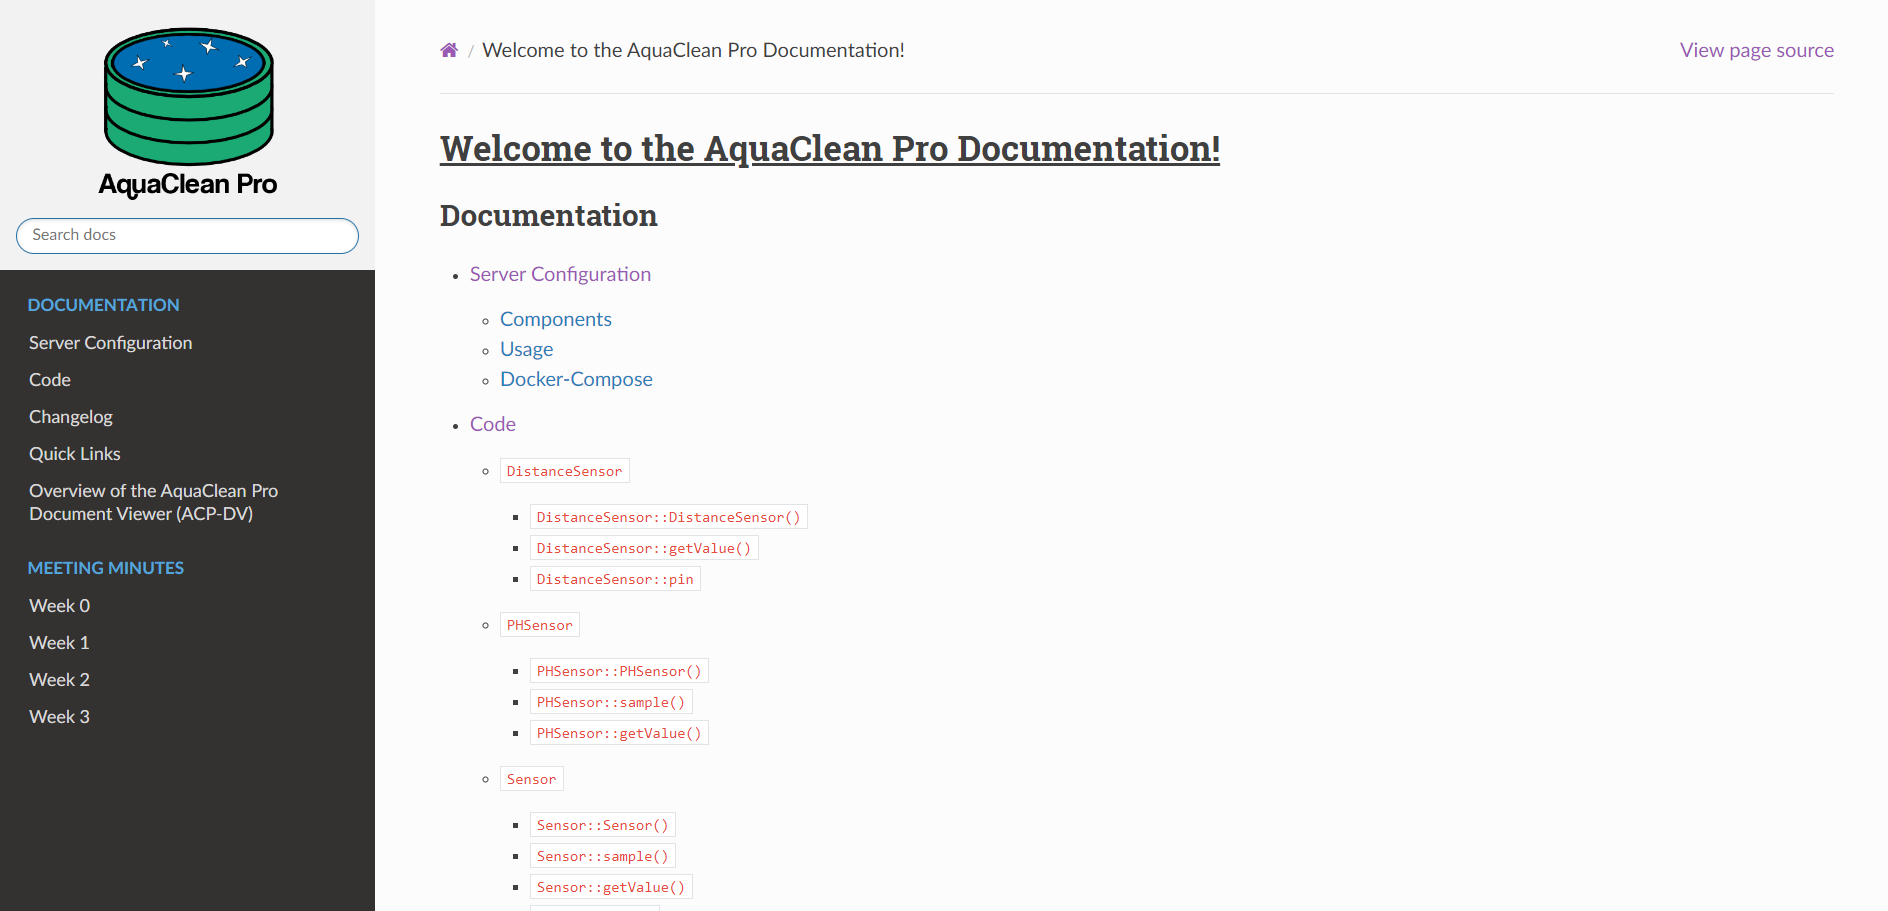 AquaClean Pro
Search docs
DOCUMENTATION
Server Configuration
Code
Changelog
Quick Links
Overview of the AquaClean Pro
Document Viewer (ACP-DV)
MEETING MINUTES
Week 0
Week 1
Week 2
Week 3
/ Welcome to the AquaClean Pro Documentation!
View page source
Welcome to the AquaClean Pro Documentation!
Documentation
Server Configuration
Components
Usage
Docker-Compose
Code
DistanceSensor
DistanceSensor::DistanceSensor()
DistanceSensor::getValue()
DistanceSensor::pin
PHSensor
PHSensor::PHSensor()
PHSensor::sample()
PHSensor::getValue()
Sensor
Sensor::Sensor()
Sensor::sample()
Sensor::getValue()